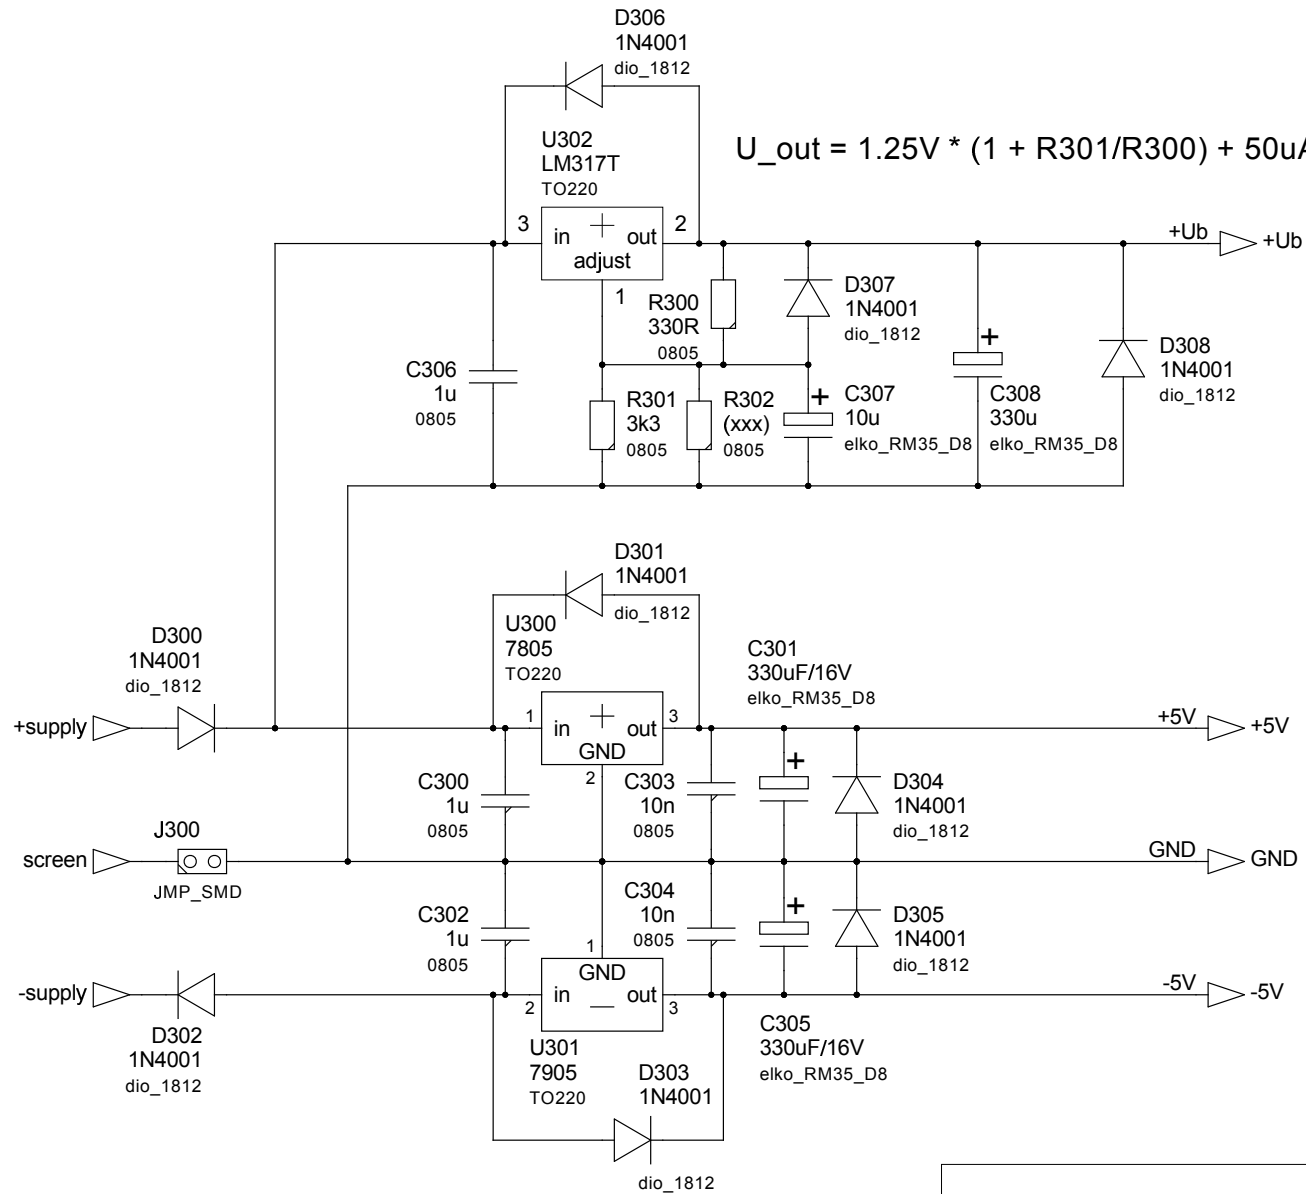 D306
1N4001
dio_1812
U302
LM317T
TO220
U_out = 1.25V * (1 + R301/R300) + 50uA
3
in
out
adjust
2
1
+Ub
+Ub
R300
330R
0805
D307
1N4001
dio_1812
D308
1N4001
dio_1812
C306
1u
0805
R301
3k3
0805
R302
(xxx)
0805
+
C307
10u
elko_RM35_D8
+
C308
330u
elko_RM35_D8
D301
1N4001
dio_1812
U300
7805
TO220
D300
1N4001
dio_1812
C301
330uF/16V
elko_RM35_D8
+supply
1
in
out
GND
3
2
+5V
+5V
C300
1u
0805
C303
10n
0805
+
D304
1N4001
dio_1812
J300
screen
JMP_SMD
GND
GND
C302
1u
0805
C304
10n
0805
+
D305
1N4001
dio_1812
1
GND
in
out
2
3
-supply
-5V
-5V
D302
1N4001
dio_1812
U301
7905
TO220
C305
330uF/16V
elko_RM35_D8
D303
1N4001
dio_1812